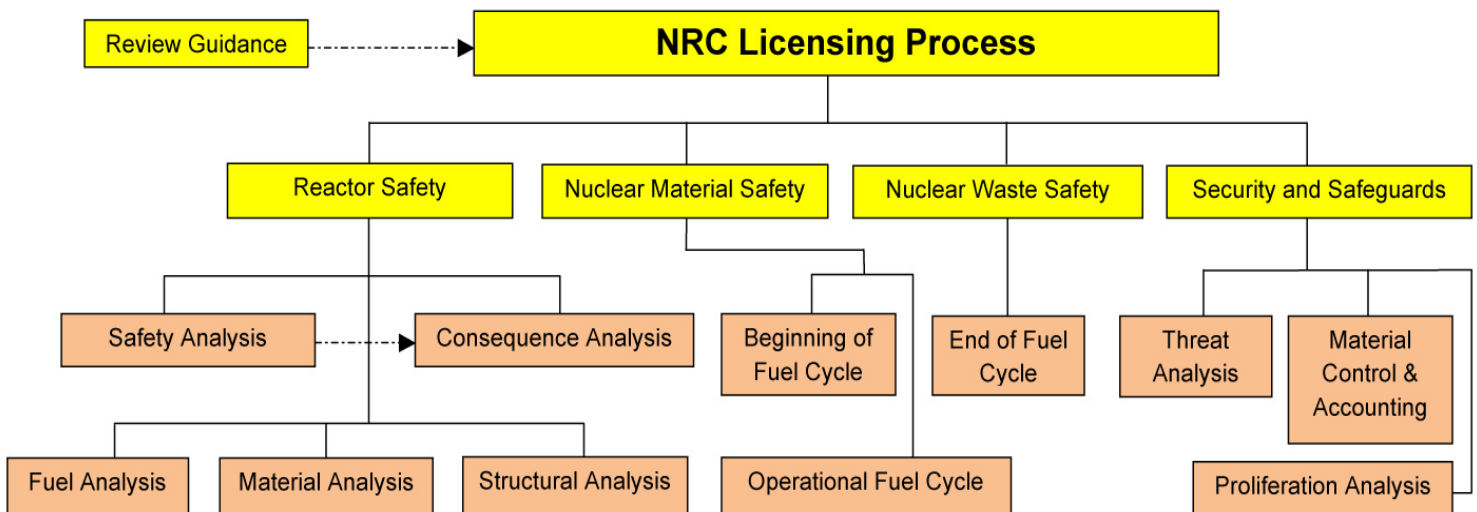 Review Guidance
NRC Licensing Process
Reactor Safety
Nuclear Material Safety
Nuclear Waste Safety
Security and Safeguards
Safety Analysis
Consequence Analysis
Beginning of
Fuel Cycle
End of Fuel
Cycle
Threat
Analysis
Material
Control &
Accounting
Fuel Analysis
Material Analysis
Structural Analysis
Operational Fuel Cycle
Proliferation Analysis